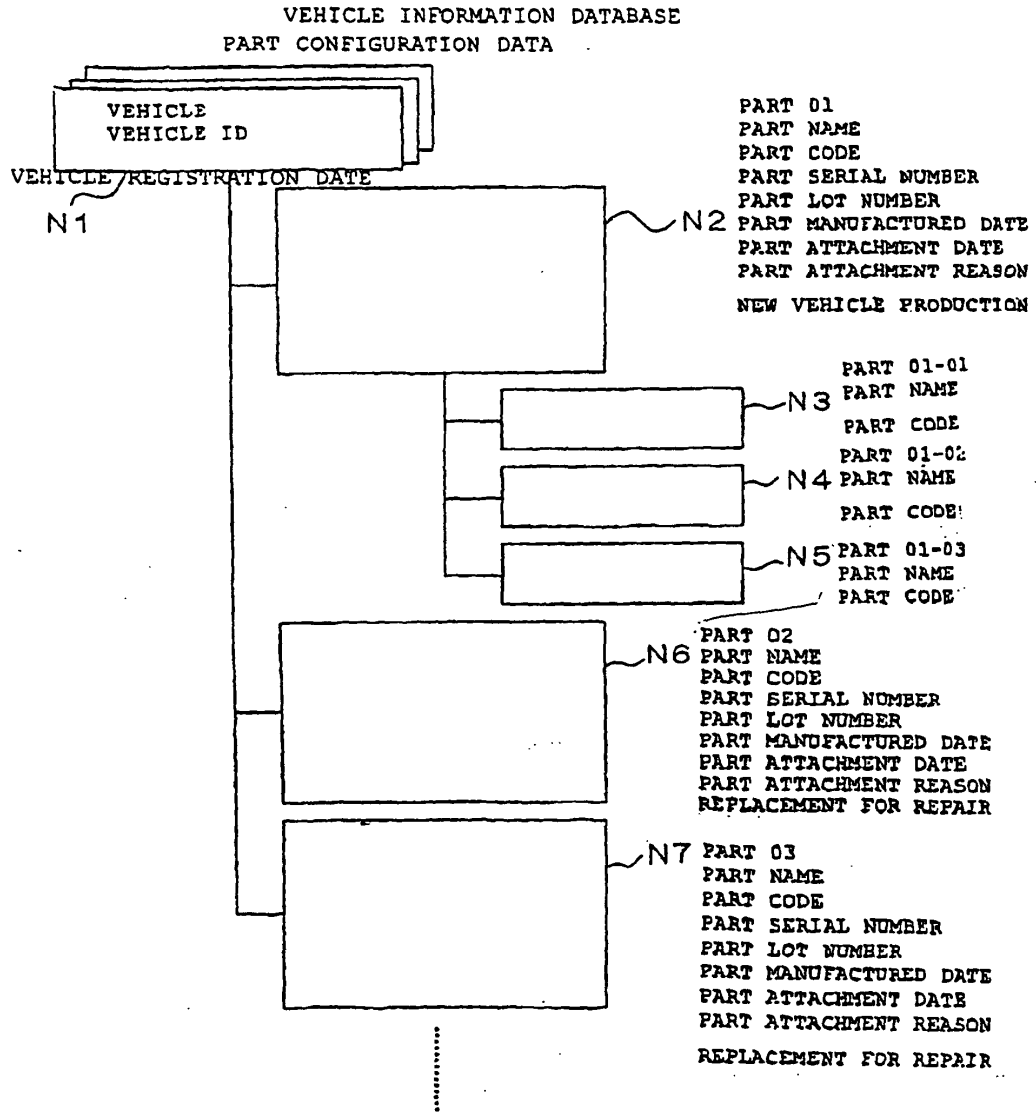 VEHICLE INFORMATION DATABASE
PART CONFIGURATION DATA
VEHICLE
VEHICLE ID
VEHICLE REGISTRATION DATE
N1
N2
PART 01
PART NAME
PART CODE
PART SERIAL NUMBER
PART LOT NUMBER
PART MANUFACTURED DATE
PART ATTACHMENT DATE
PART ATTACHMENT REASON
NEW VEHICLE PRODUCTION
N3
PART 01-01
PART NAME
PART CODE
N4
PART 01-02
PART NAME
PART CODE
N5
PART 01-03
PART NAME
PART CODE
N6
PART 02
PART NAME
PART CODE
PART SERIAL NUMBER
PART LOT NUMBER
PART MANUFACTURED DATE
PART ATTACHMENT DATE
PART ATTACHMENT REASON
REPLACEMENT FOR REPAIR
N7
PART 03
PART NAME
PART CODE
PART SERIAL NUMBER
PART LOT NUMBER
PART MANUFACTURED DATE
PART ATTACHMENT DATE
PART ATTACHMENT REASON
REPLACEMENT FOR REPAIR